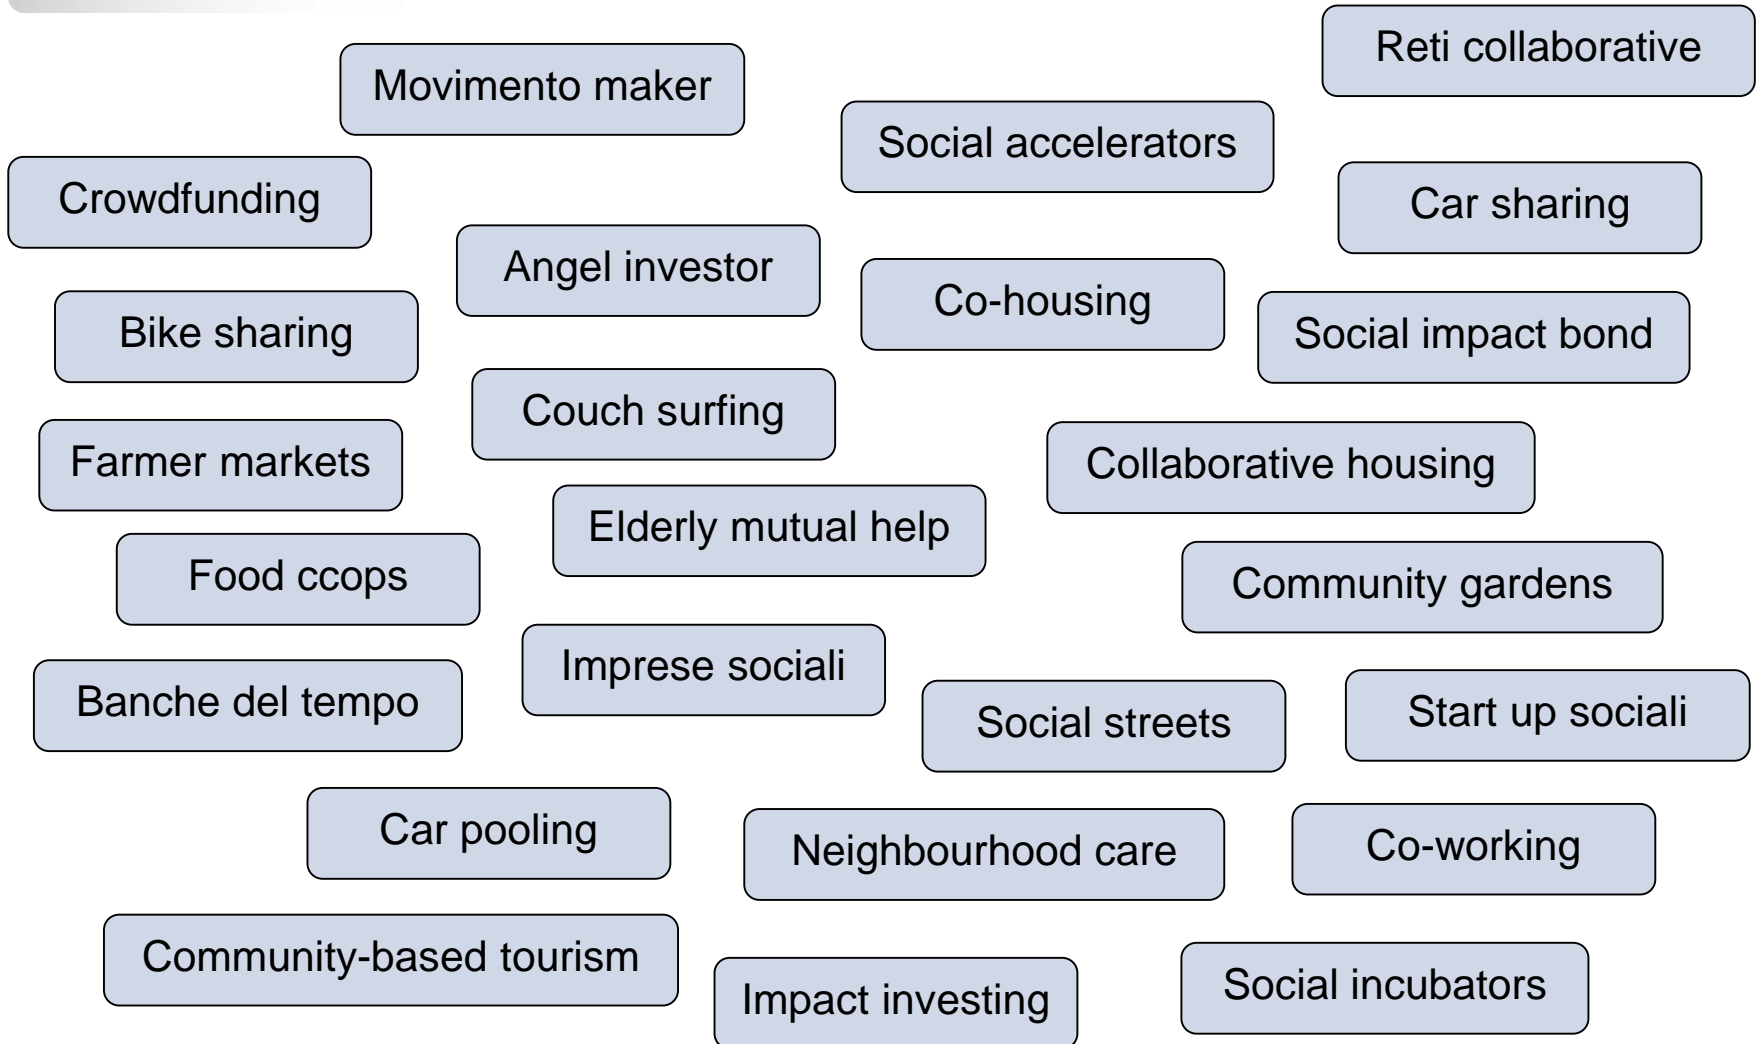 Reti collaborative
Movimento maker
Social accelerators
Crowdfunding
Car sharing
Angel investor
Co-housing
Bike sharing
Social impact bond
Couch surfing
Farmer markets
Collaborative housing
Elderly mutual help
Food ccops
Community gardens
Imprese sociali
Banche del tempo
Social streets
Start up sociali
Car pooling
Neighbourhood care
Co-working
Community-based tourism
Impact investing
Social incubators